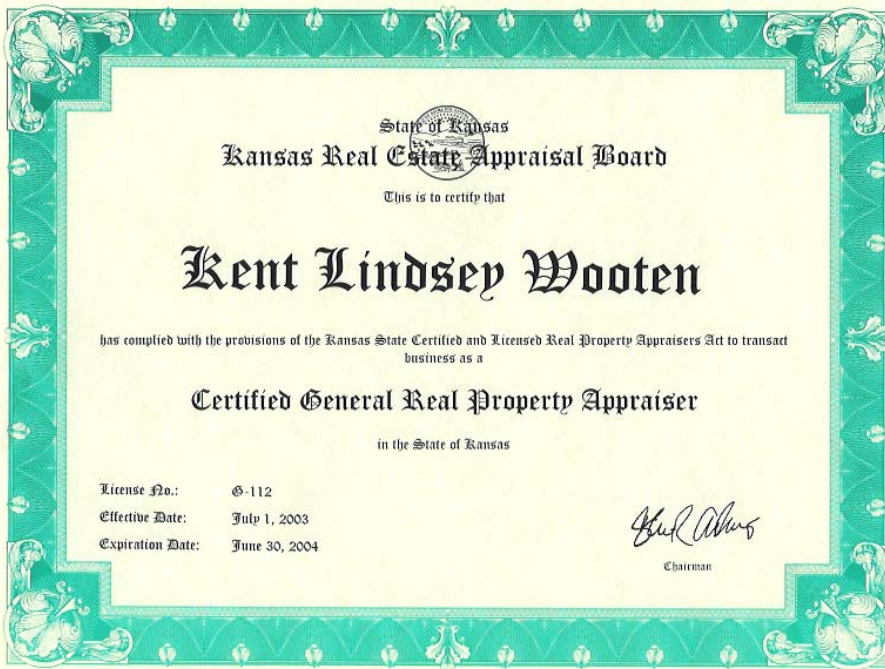 State of Kansas
Kansas Real Estate Appraisal Board
This is to certify that
Kent Lindsey Wooten
has complied with the provisions of the Kansas State Certified and Licensed Real Property Appraisers Act to transact
business as a
Certified General Real Property Appraiser
in the State of Kansas
License No.: G-112
Effective Date: July 1, 2003
Expiration Date: June 30, 2004
Chairman